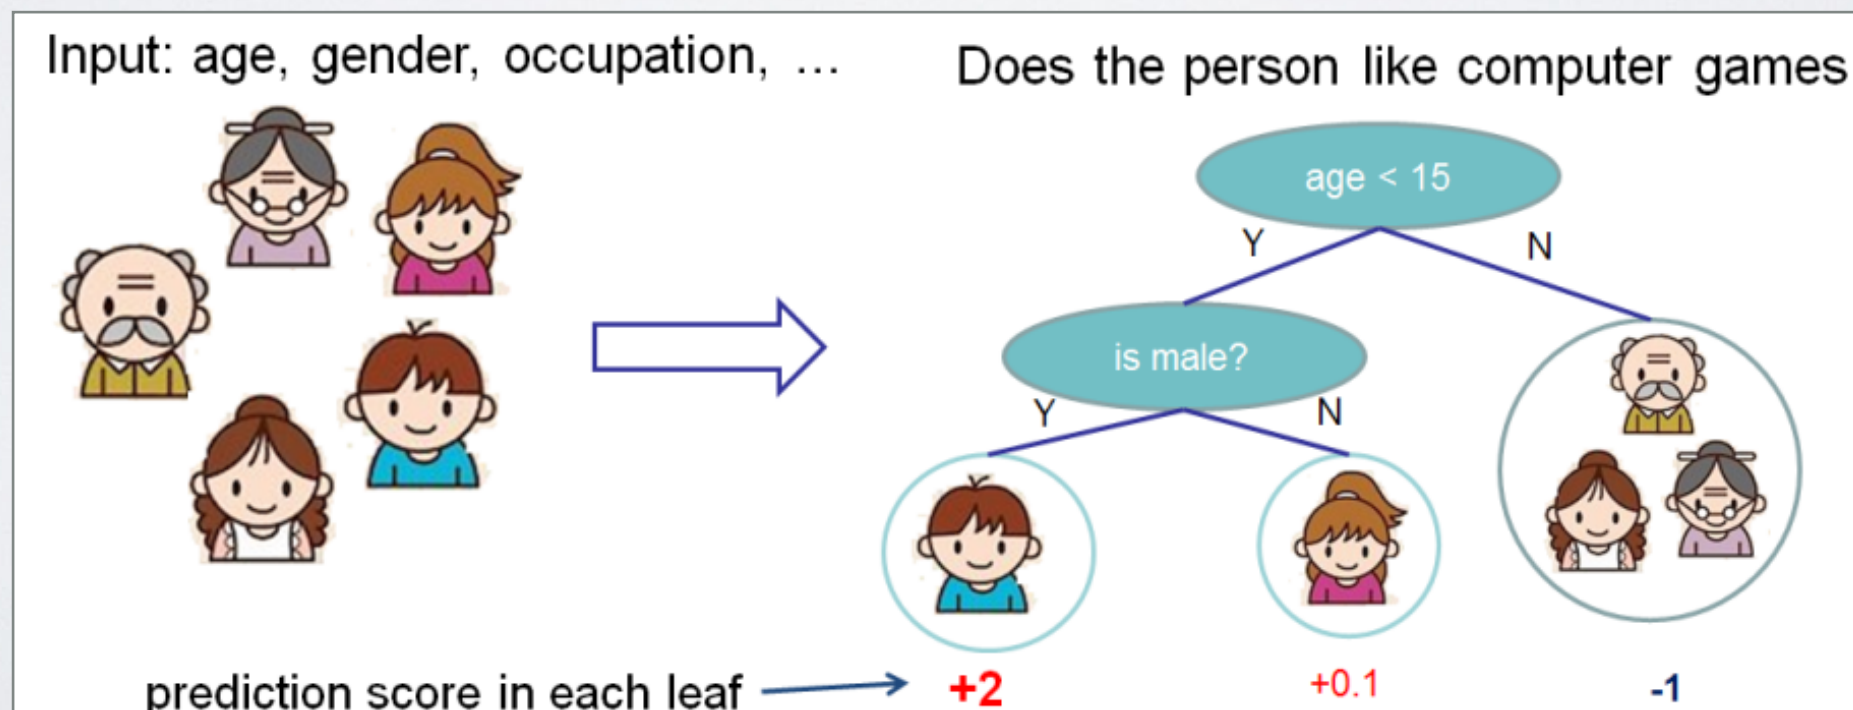 Input: age, gender, occupation, ...
Does the person like computer games
age < 15
Y
N
is male?
Y
N
prediction score in each leaf
+2
+0.1
-1